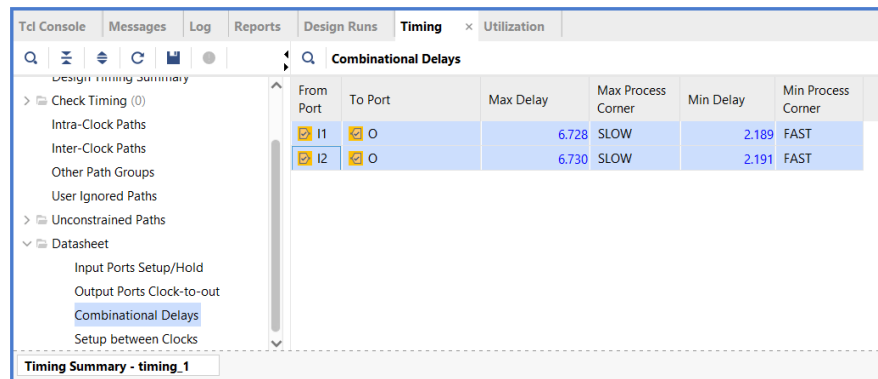 Tcl Console Messages Log Reports Design Runs Timing × Utilization
Combinational Delays
Design Timing Summary
Check Timing (0)
Intra-Clock Paths
Inter-Clock Paths
Other Path Groups
User Ignored Paths
Unconstrained Paths
Datasheet
Input Ports Setup/Hold
Output Ports Clock-to-out
Combinational Delays
Setup between Clocks
From Port To Port Max Delay Max Process Corner Min Delay Min Process Corner
I1 O 6.728 SLOW 2.189 FAST
I2 O 6.730 SLOW 2.191 FAST
Timing Summary - timing_1